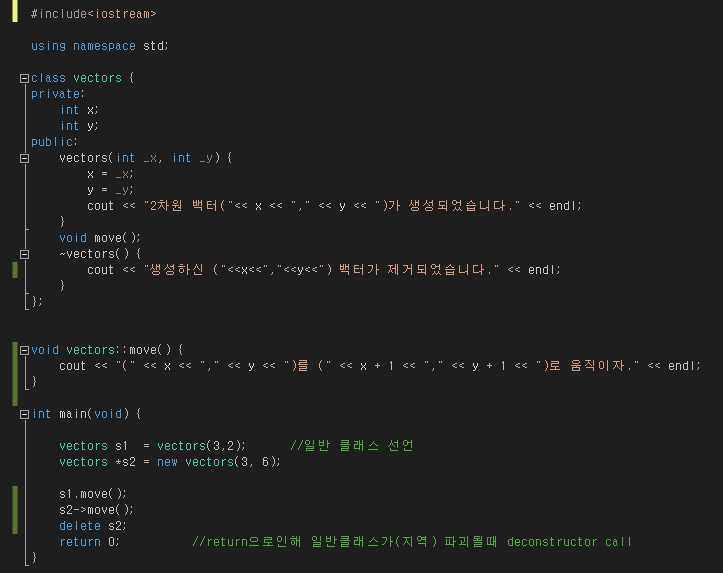 #include<iostream>
using namespace std;
class vectors {
private:
int x;
int y;
public:
vectors(int _x, int _y) {
x = _x;
y = _y;
cout << "2차원 백터("<< x << "," << y << ")가 생성되었습니다." << endl;
}
void move();
~vectors() {
cout << "생성하신 ("<<x<<","<<y<<") 백터가 제거되었습니다." << endl;
}
};
void vectors::move() {
cout << "(" << x << "," << y << ")를 (" << x + 1 << "," << y + 1 << ")로 움직이자." << endl;
}
int main(void) {
vectors s1 = vectors(3,2); //일반 클래스 선언
vectors *s2 = new vectors(3, 6);
s1.move();
s2->move();
delete s2;
return 0; //return으로인해 일반클래스가(지역) 파괴될때 deconstructor call
}